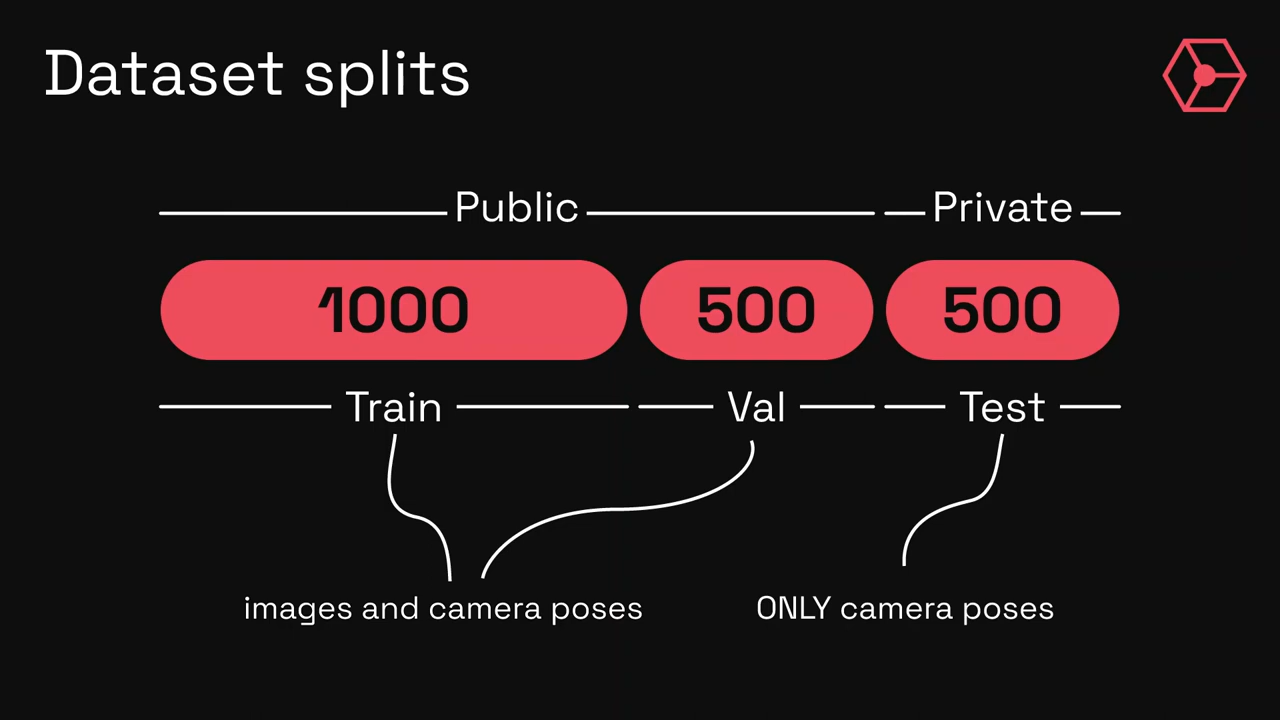 Dataset splits
Public Private
1000 500 500
Train Val Test
images and camera poses ONLY camera poses